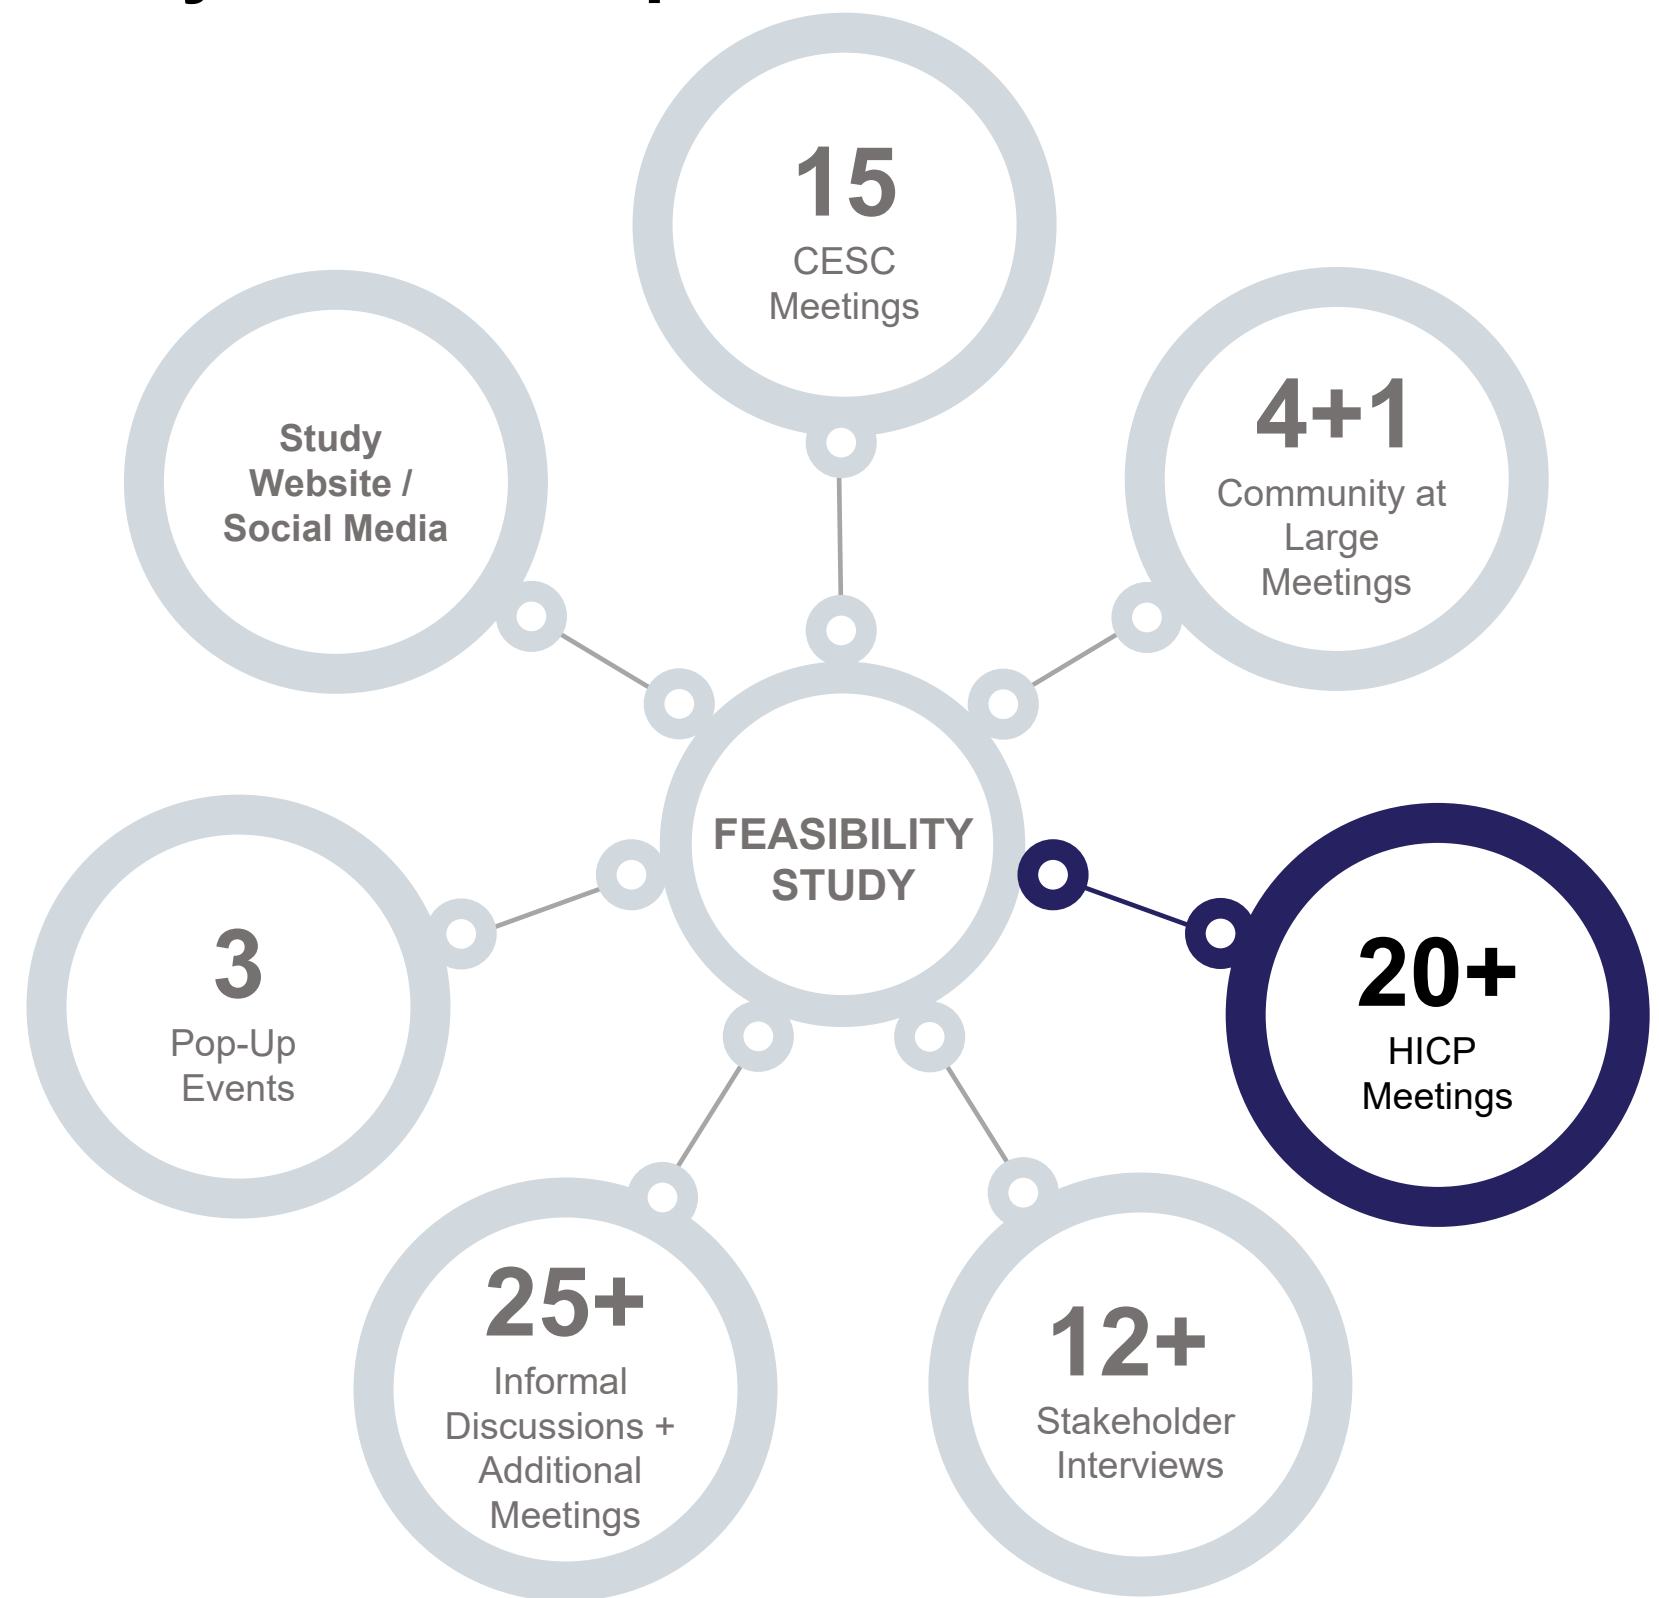 15
CESC
Meetings
4+1
Community at
Large
Meetings
Study
Website /
Social Media
FEASIBILITY
STUDY
20+
HICP
Meetings
3
Pop-Up
Events
25+
Informal
Discussions +
Additional
Meetings
12+
Stakeholder
Interviews